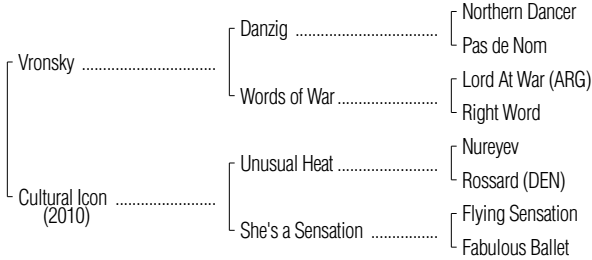 Northern Dancer
Danzig ..............................
Pas de Nom
Vronsky ............................
Lord At War (ARG)
Words of War .....................
Right Word
Nureyev
Unusual Heat .....................
Rossard (DEN)
Cultural Icon .....................
(2010)
Flying Sensation
She's a Sensation ..............
Fabulous Ballet